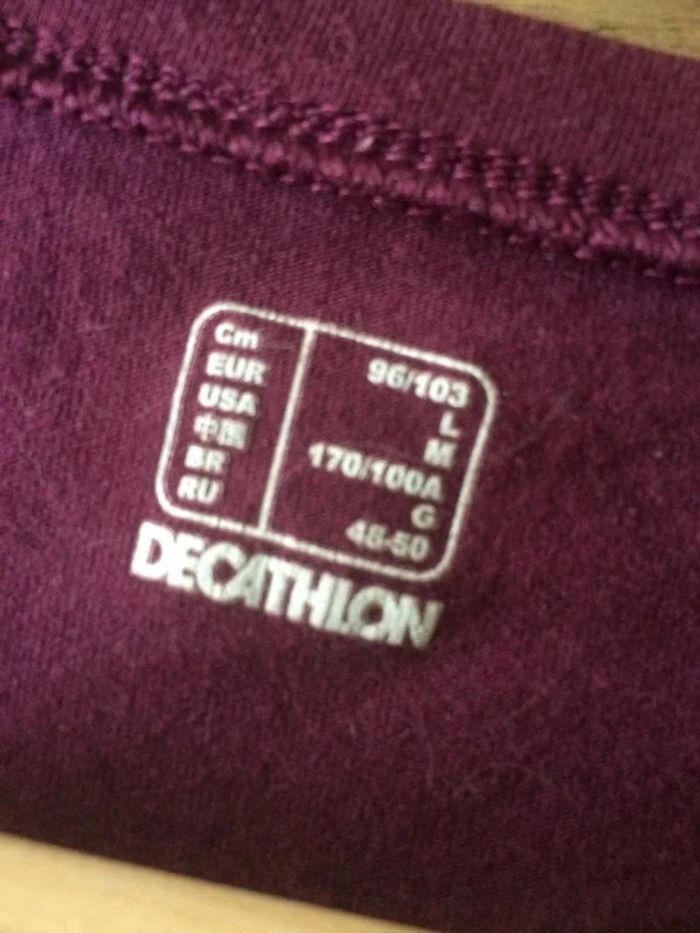 Cm 96/103
EUR L
USA M
中国 170/100A
BR G
RU 48-50
DECATHLON